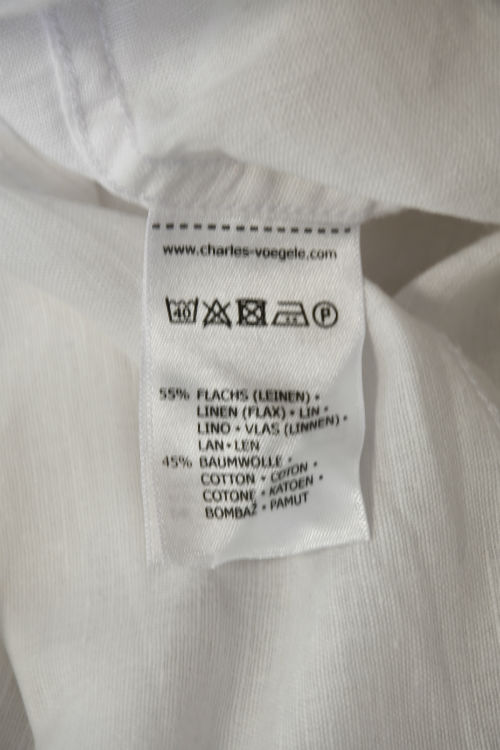 www.charles-voegele.com
40 P
55% FLACHS (LEINEN) •
LINEN (FLAX) • LIN •
LINO • VLAS (LINNEN) •
LAN • LEN
45% BAUMWOLLE •
COTTON • COTON •
COTONE • KATOEN •
BOMBAŽ • PAMUT